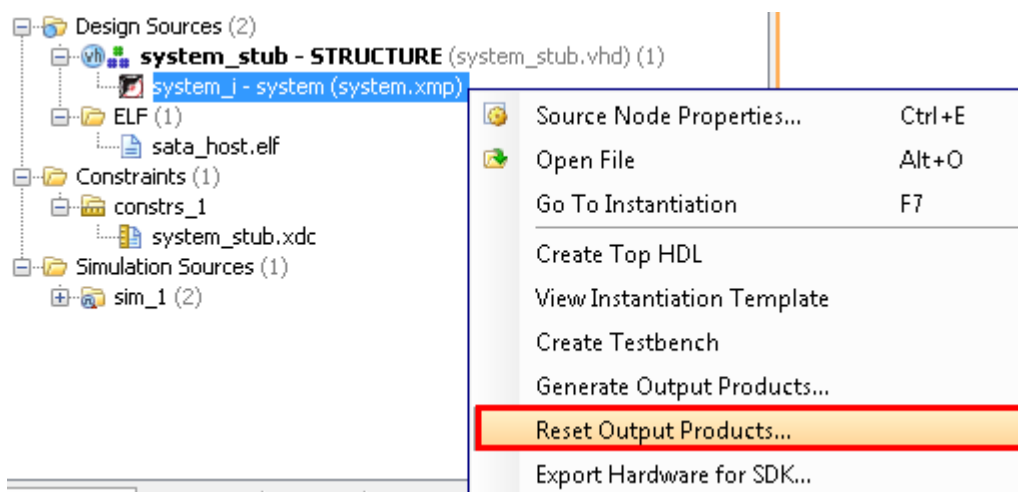 Design Sources (2)
system_stub - STRUCTURE (system_stub.vhd) (1)
system_i - system (system.xmp)
ELF (1)
sata_host.elf
Constraints (1)
constrs_1
system_stub.xdc
Simulation Sources (1)
sim_1 (2)
Source Node Properties... Ctrl+E
Open File Alt+O
Go To Instantiation F7
Create Top HDL
View Instantiation Template
Create Testbench
Generate Output Products...
Reset Output Products...
Export Hardware for SDK...